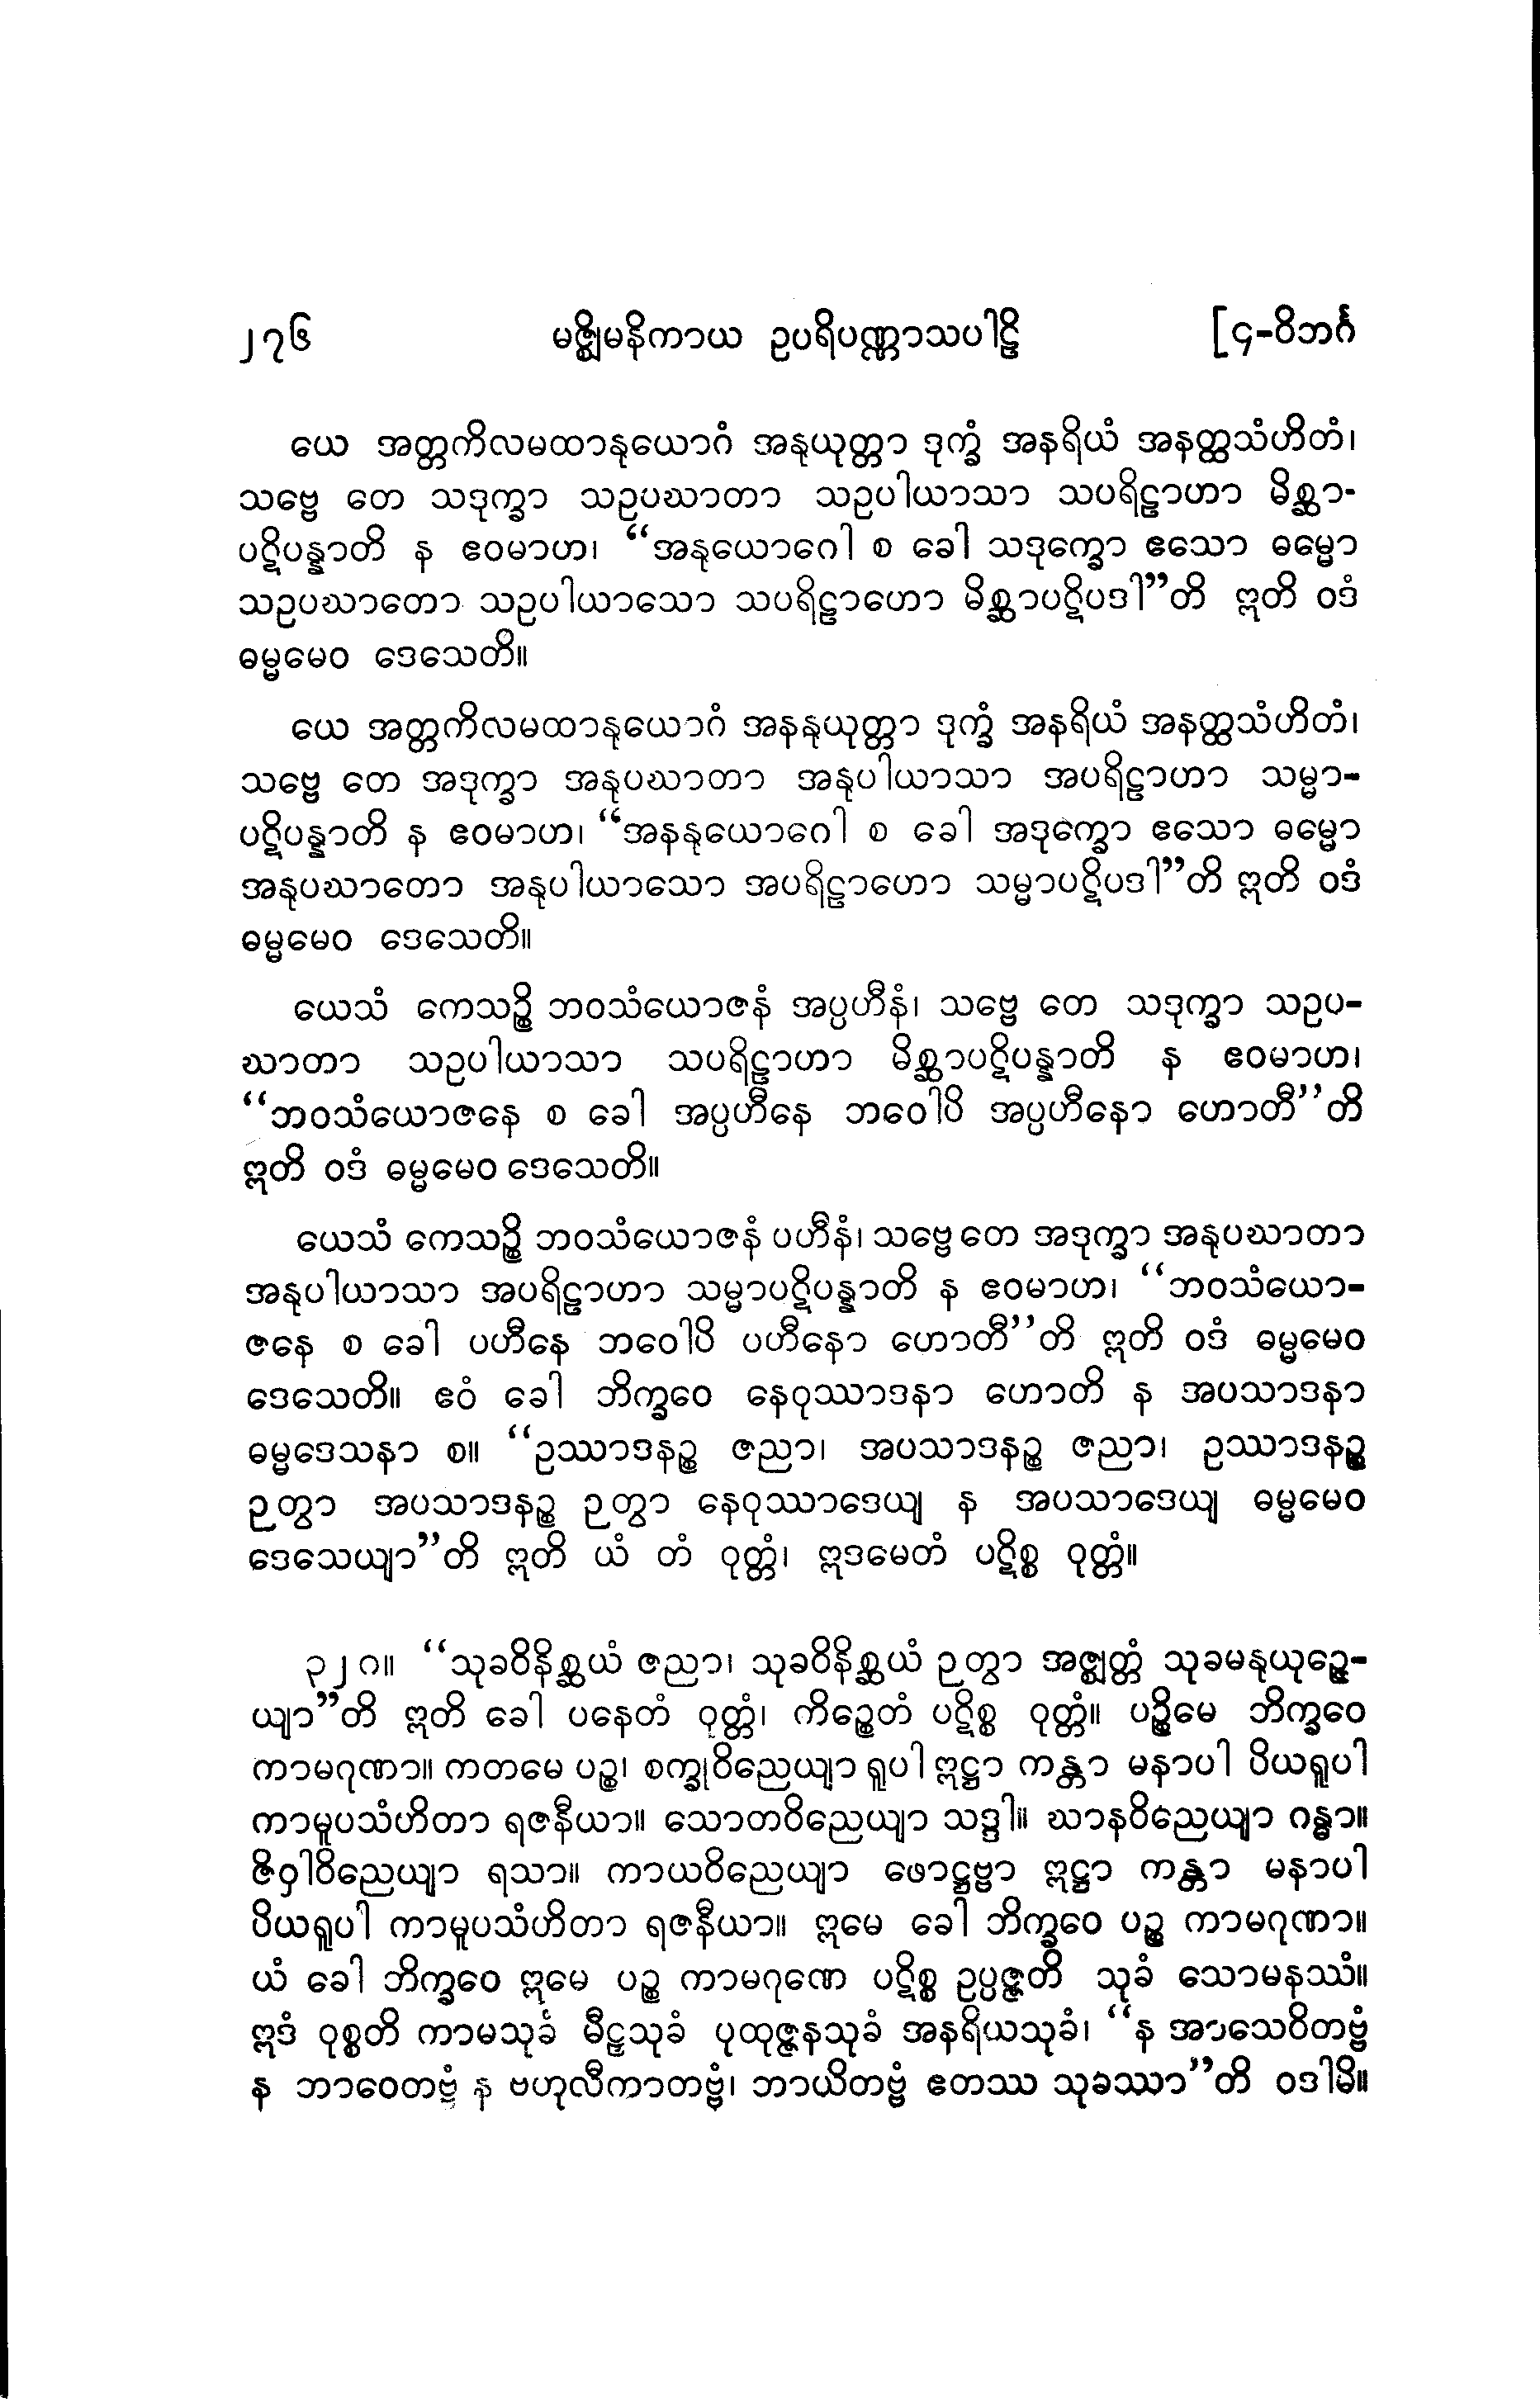 ၂၇၆ မဇ္ဈိမနိကာယ ဥပရိပဏ္ဏာသပါဠိ [၄-ဝိဘင်္ဂ
ယေ အတ္တကိလမထာနုယောဂံ အနုယုတ္တာ ဒုက္ခံ အနရိယံ အနတ္ထသံဟိတံ၊
သဗ္ဗေ တေ သဒုက္ခာ သဥပဃာတာ သဥပါယာသာ သပရိဠာဟာ မိစ္ဆာ-
ပဋိပန္နာတိ န ဧဝမာဟ၊ “အနုယောဂေါ စ ခေါ သဒုက္ခော ဧသော ဓမ္မော
သဥပဃာတော သဥပါယာသော သပရိဠာဟော မိစ္ဆာပဋိပဒါ”တိ ဣတိ ဝဒံ
ဓမ္မမေဝ ဒေသေတိ။
ယေ အတ္တကိလမထာနုယောဂံ အနနုယုတ္တာ ဒုက္ခံ အနရိယံ အနတ္ထသံဟိတံ၊
သဗ္ဗေ တေ အဒုက္ခာ အနုပဃာတာ အနုပါယာသာ အပရိဠာဟာ သမ္မာ-
ပဋိပန္နာတိ န ဧဝမာဟ၊ “အနနုယောဂေါ စ ခေါ အဒုက္ခော ဧသော ဓမ္မော
အနုပဃာတော အနုပါယာသော အပရိဠာဟော သမ္မာပဋိပဒါ”တိ ဣတိ ဝဒံ
ဓမ္မမေဝ ဒေသေတိ။
ယေသံ ကေသဉ္စိ ဘဝသံယောဇနံ အပ္ပဟီနံ၊ သဗ္ဗေ တေ သဒုက္ခာ သဥပ-
ဃာတာ သဥပါယာသာ သပရိဠာဟာ မိစ္ဆာပဋိပန္နာတိ န ဧဝမာဟ၊
“ဘဝသံယောဇနေ စ ခေါ အပ္ပဟီနေ ဘဝေါပိ အပ္ပဟီနော ဟောတီ”တိ
ဣတိ ဝဒံ ဓမ္မမေဝ ဒေသေတိ။
ယေသံ ကေသဉ္စိ ဘဝသံယောဇနံ ပဟီနံ၊ သဗ္ဗေ တေ အဒုက္ခာ အနုပဃာတာ
အနုပါယာသာ အပရိဠာဟာ သမ္မာပဋိပန္နာတိ န ဧဝမာဟ၊ “ဘဝသံယော-
ဇနေ စ ခေါ ပဟီနေ ဘဝေါပိ ပဟီနော ဟောတီ”တိ ဣတိ ဝဒံ ဓမ္မမေဝ
ဒေသေတိ။ ဧဝံ ခေါ ဘိက္ခဝေ နေဝုဿာဒနာ ဟောတိ န အပသာဒနာ
ဓမ္မဒေသနာ စ။ “ဥဿာဒနဉ္စ ဇညာ၊ အပသာဒနဉ္စ ဇညာ၊ ဥဿာဒနဉ္စ
ဉတွာ အပသာဒနဉ္စ ဉတွာ နေဝုဿာဒေယျ န အပသာဒေယျ ဓမ္မမေဝ
ဒေသေယျာ”တိ ဣတိ ယံ တံ ဝုတ္တံ၊ ဣဒမေတံ ပဋိစ္စ ဝုတ္တံ။
၃၂၈။ “သုခဝိနိစ္ဆယံ ဇညာ၊ သုခဝိနိစ္ဆယံ ဉတွာ အဇ္ဈတ္တံ သုခမနုယုဉ္ဇေ-
ယျာ”တိ ဣတိ ခေါ ပနေတံ ဝုတ္တံ၊ ကိဉ္စေတံ ပဋိစ္စ ဝုတ္တံ။ ပဉ္စိမေ ဘိက္ခဝေ
ကာမဂုဏာ။ ကတမေ ပဉ္စ၊ စက္ခုဝိညေယျာ ရူပါ ဣဋ္ဌာ ကန္တာ မနာပါ ပိယရူပါ
ကာမူပသံဟိတာ ရဇနီယာ။ သောတဝိညေယျာ သဒ္ဒါ။ ဃာနဝိညေယျာ ဂန္ဓာ။
ဇိဝှါဝိညေယျာ ရသာ။ ကာယဝိညေယျာ ဖောဋ္ဌဗ္ဗာ ဣဋ္ဌာ ကန္တာ မနာပါ
ပိယရူပါ ကာမူပသံဟိတာ ရဇနီယာ။ ဣမေ ခေါ ဘိက္ခဝေ ပဉ္စ ကာမဂုဏာ။
ယံ ခေါ ဘိက္ခဝေ ဣမေ ပဉ္စ ကာမဂုဏေ ပဋိစ္စ ဥပ္ပဇ္ဇတိ သုခံ သောမနဿံ။
ဣဒံ ဝုစ္စတိ ကာမသုခံ မီဠှသုခံ ပုထုဇ္ဇနသုခံ အနရိယသုခံ၊ “န အာသေဝိတဗ္ဗံ
န ဘာဝေတဗ္ဗံ န ဗဟုလီကာတဗ္ဗံ၊ ဘာယိတဗ္ဗံ ဧတဿ သုခဿာ”တိ ဝဒါမိ။